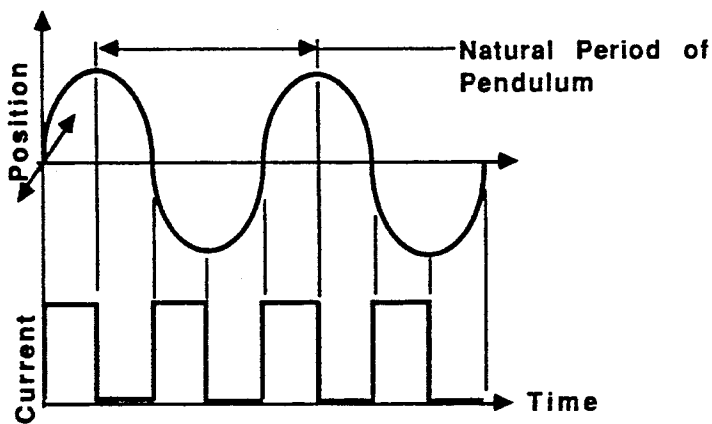 Natural Period of
Pendulum
Position
Current
Time